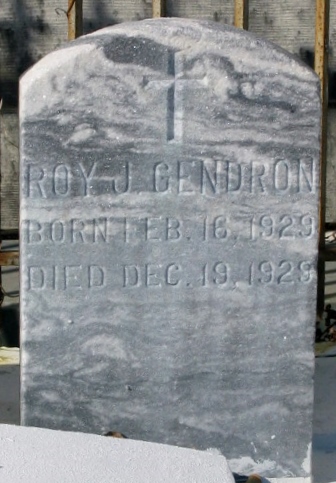 ROY J. GENDRON
BORN FEB. 16, 1929
DIED DEC. 19, 1929